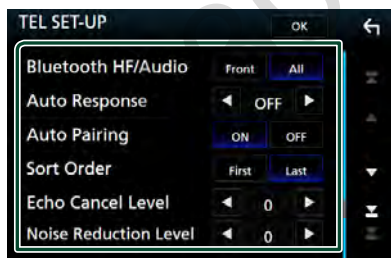 TEL SET-UP OK
Bluetooth HF/Audio Front All
Auto Response ◄ OFF ►
Auto Pairing ON OFF
Sort Order First Last
Echo Cancel Level ◄ 0 ►
Noise Reduction Level ◄ 0 ►